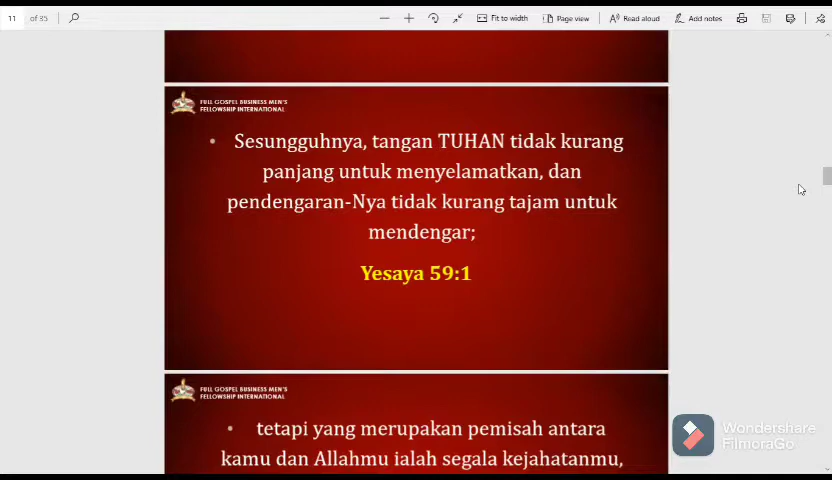 11 of 35 Fit to width Page view Read aloud Add notes
FULL GOSPEL BUSINESS MEN'S
FELLOWSHIP INTERNATIONAL
• Sesungguhnya, tangan TUHAN tidak kurang
panjang untuk menyelamatkan, dan
pendengaran-Nya tidak kurang tajam untuk
mendengar;
Yesaya 59:1
FULL GOSPEL BUSINESS MEN'S
FELLOWSHIP INTERNATIONAL
• tetapi yang merupakan pemisah antara
kamu dan Allahmu ialah segala kejahatanmu,
Wondershare
FilmoraGo